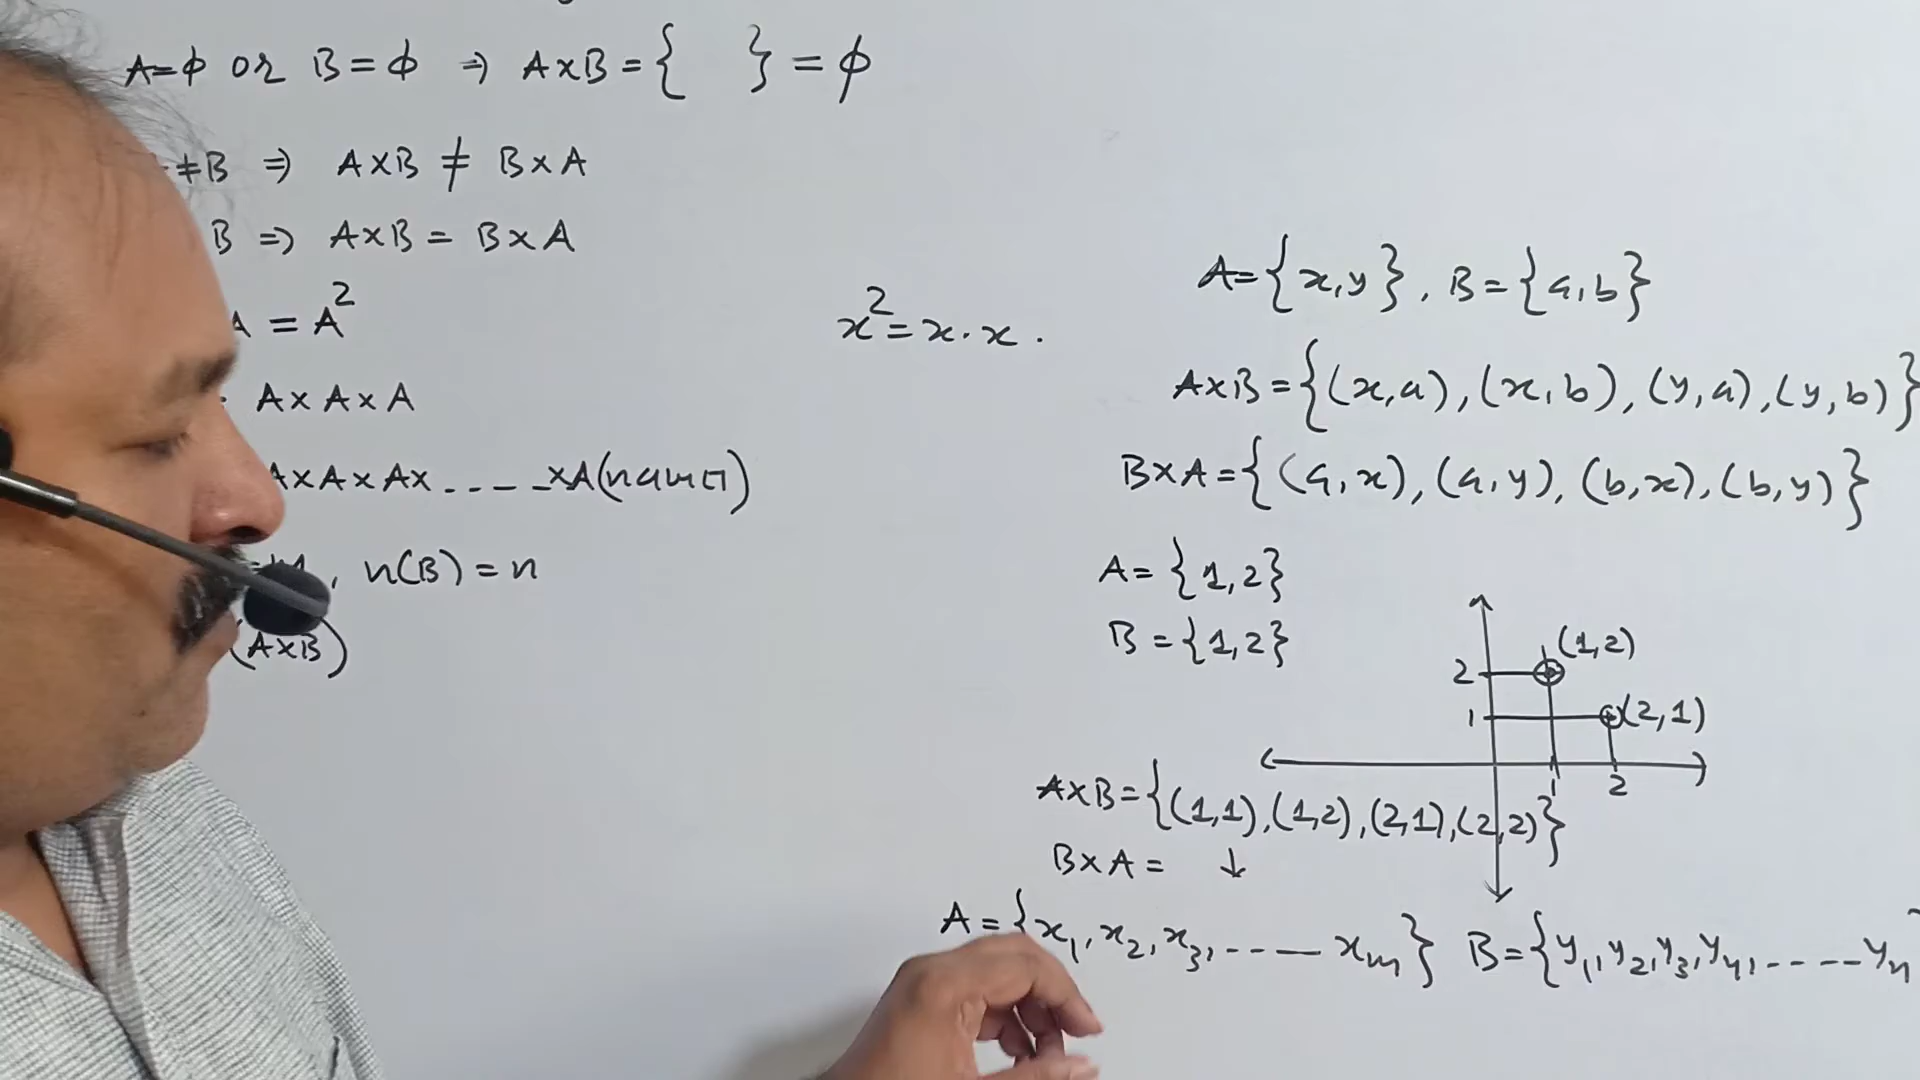 A=ϕ or B=ϕ ⇒ A×B={ }=ϕ
≠B ⇒ A×B ≠ B×A
B ⇒ A×B = B×A
A = A²
A×A×A
A×A×A×....×A(n
n(B)=n
(A×B)
x²=x.x.
A={x,y}, B={a,b}
A×B={(x,a),(x,b),(y,a),(y,b)}
B×A={(a,x),(a,y),(b,x),(b,y)}
A={1,2}
B={1,2}
(1,2)
2
1 (2,1)
1 2
A×B={(1,1),(1,2),(2,1),(2,2)}
B×A= ↓
A={x₁,x₂,x₃,----xₘ} B={y₁,y₂,y₃,y₄,----yₙ